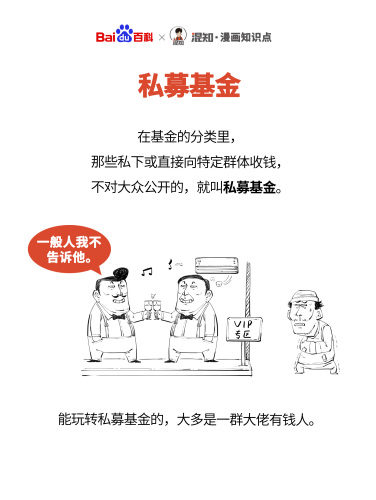 Bai du 百科 × 混知 混知·漫画知识点
私募基金
在基金的分类里，
那些私下或直接向特定群体收钱，
不对大众公开的，就叫私募基金。
一般人我不
告诉他。
VIP
专区
能玩转私募基金的，大多是一群大佬有钱人。